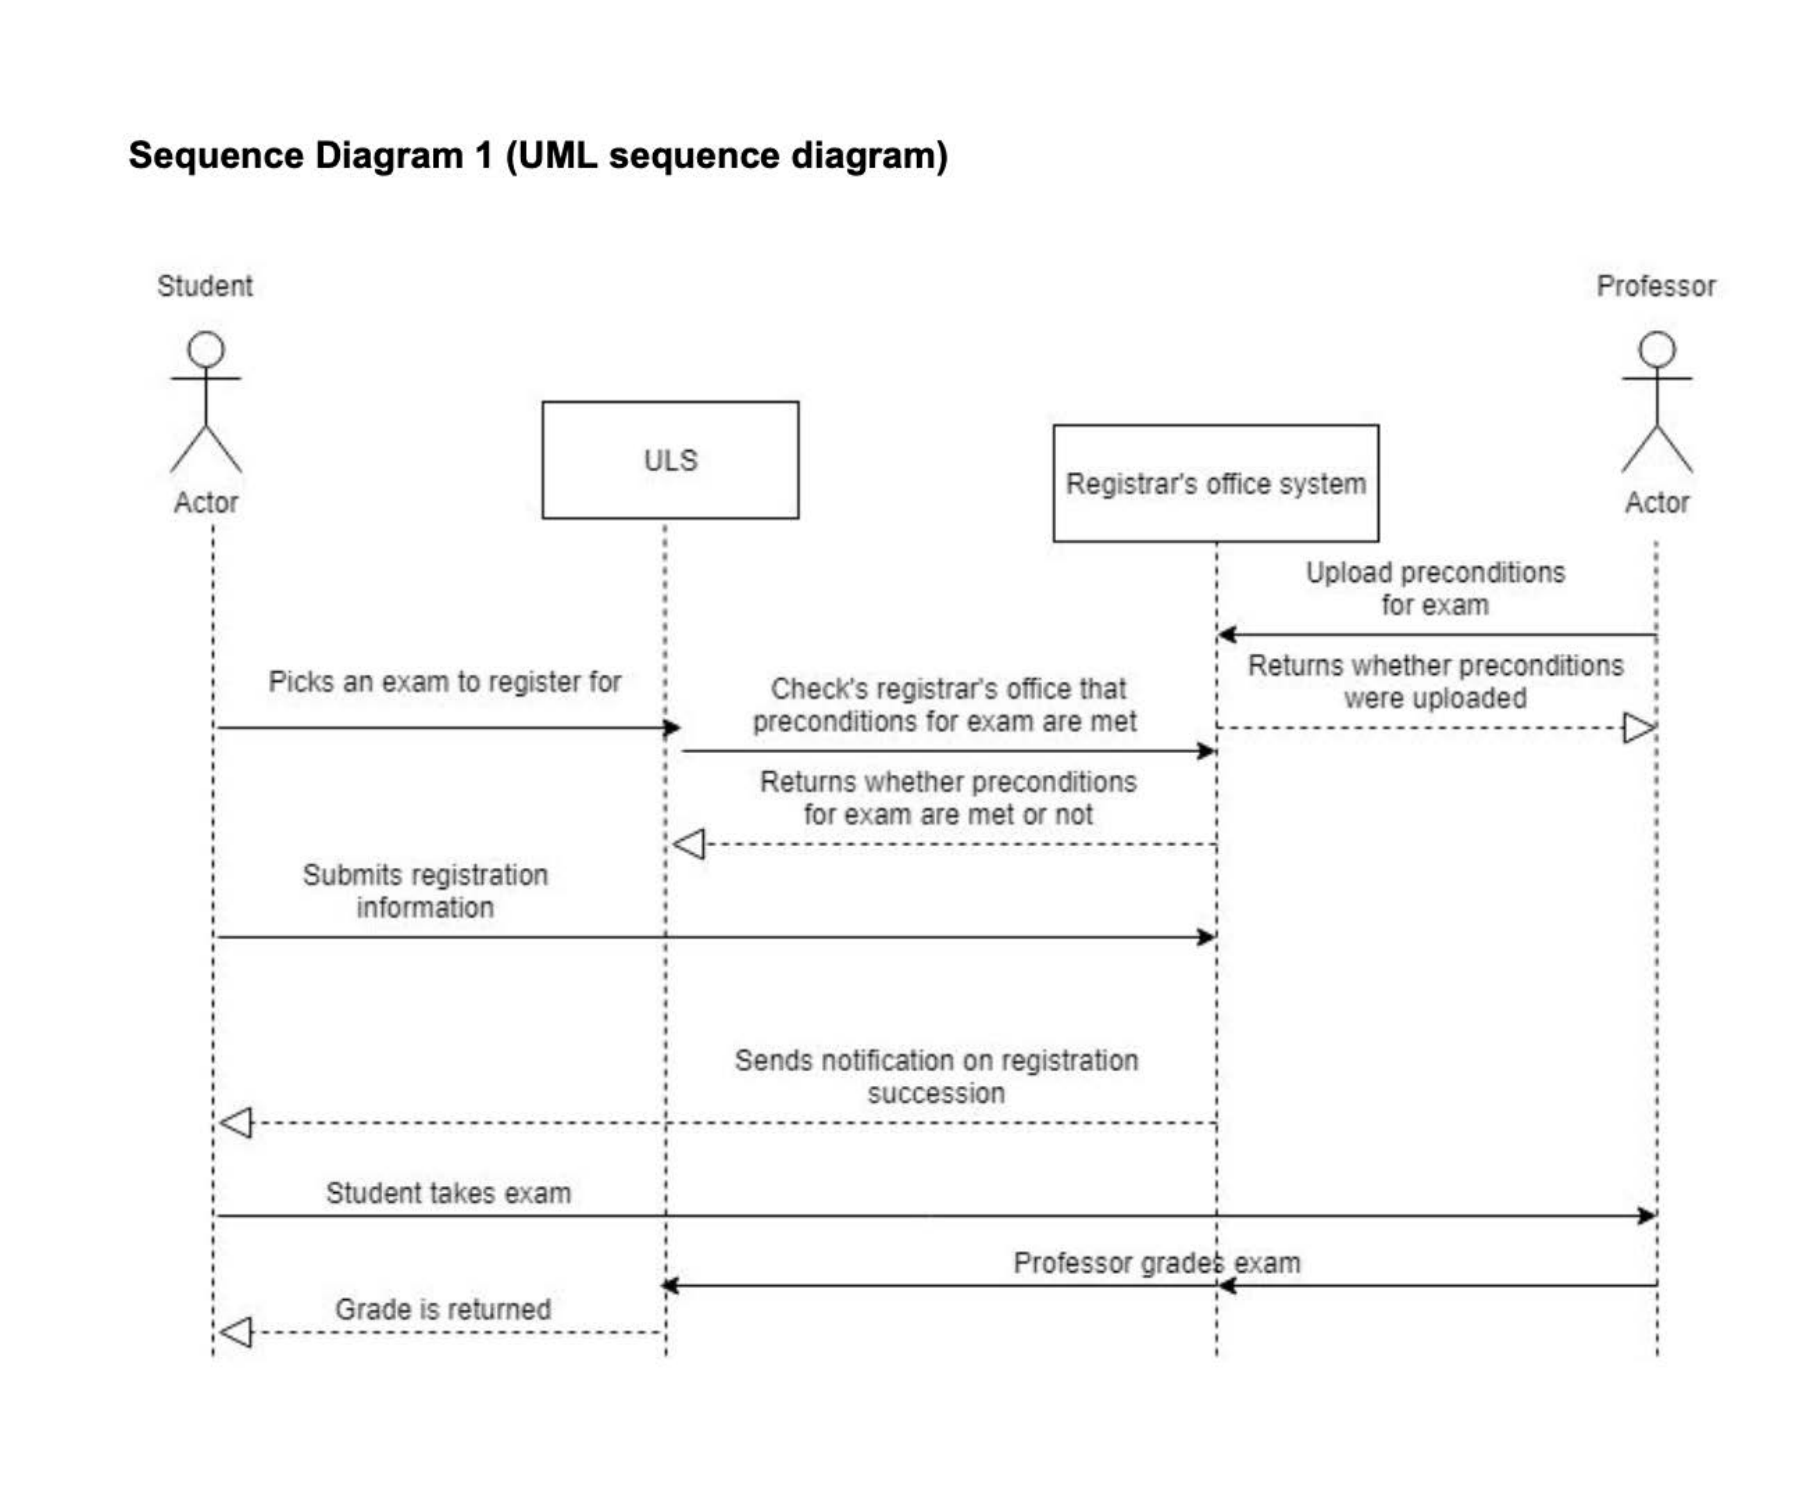 Sequence Diagram 1 (UML sequence diagram)
Student
Professor
ULS
Registrar's office system
Actor
Actor
Upload preconditions
for exam
Returns whether preconditions
were uploaded
Picks an exam to register for
Check's registrar's office that
preconditions for exam are met
Returns whether preconditions
for exam are met or not
Submits registration
information
Sends notification on registration
succession
Student takes exam
Professor grades exam
Grade is returned